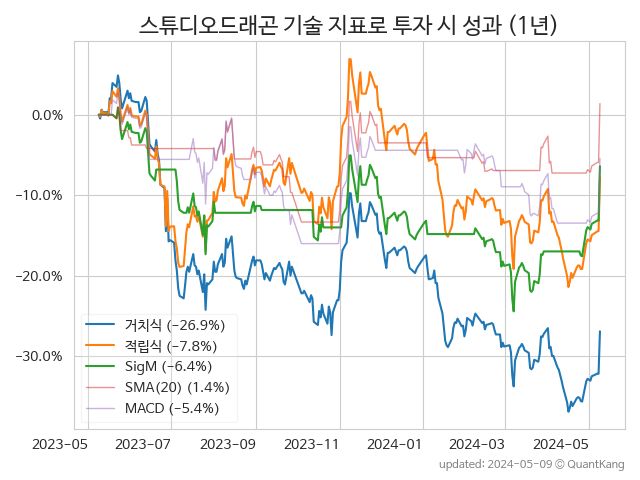 스튜디오드래곤 기술 지표로 투자 시 성과 (1년)
0.0%
−10.0%
−20.0%
−30.0%
거치식 (−26.9%)
적립식 (−7.8%)
SigM (−6.4%)
SMA(20) (1.4%)
MACD (−5.4%)
2023-05 2023-07 2023-09 2023-11 2024-01 2024-03 2024-05
updated: 2024-05-09 ⓒ QuantKang